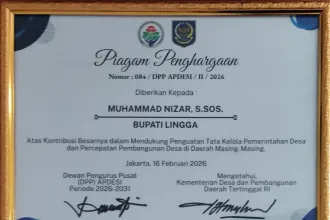 Piagam Penghargaan
Nomor : 084 / DPP APDESI / II / 2026
Diberikan Kepada :
MUHAMMAD NIZAR, S.SOS.
BUPATI LINGGA
Atas Kontribusi Besarnya dalam Mendukung Penguatan Tata Kelola Pemerintahan Desa
dan Percepatan Pembangunan Desa di Daerah Masing-Masing.
Jakarta, 16 Februari 2026
Dewan Pengurus Pusat
(DPP) APDESI
Periode 2026-2031
Mengetahui,
Kementerian Desa dan Pembangunan
Daerah Tertinggal RI